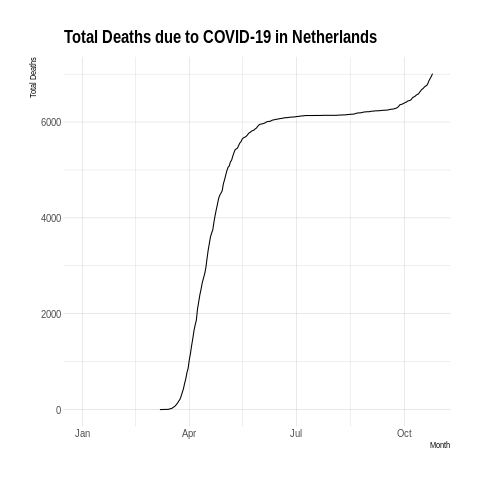 Total Deaths due to COVID-19 in Netherlands
Total Deaths
6000
4000
2000
0
Jan Apr Jul Oct
Month